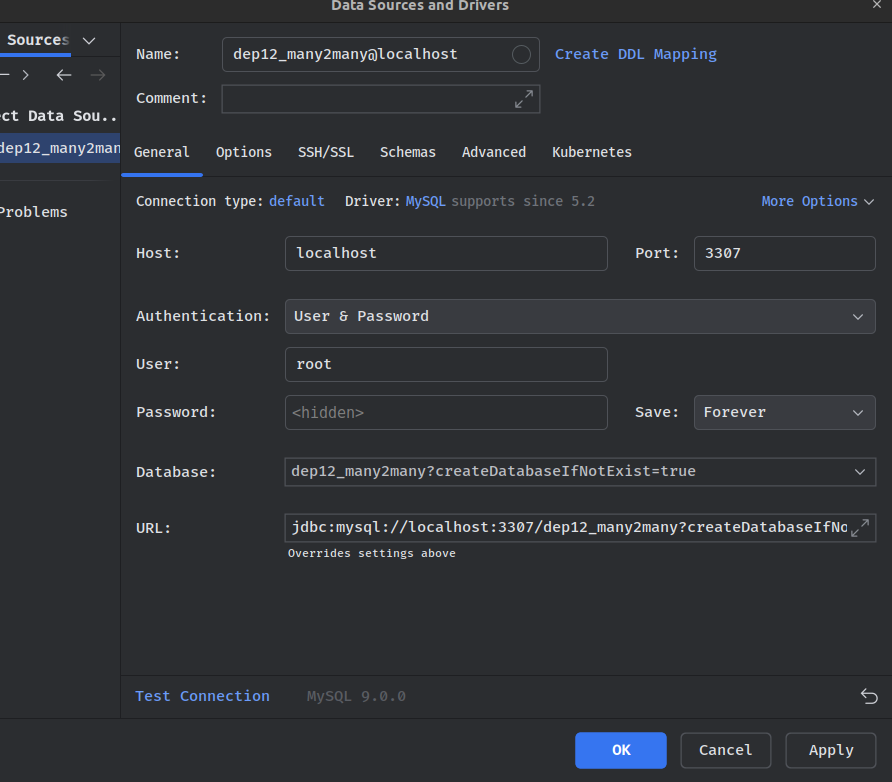 Data Sources and Drivers
Sources
ect Data Sou..
dep12_many2man
Problems
Name: dep12_many2many@localhost Create DDL Mapping
Comment:
General Options SSH/SSL Schemas Advanced Kubernetes
Connection type: default Driver: MySQL supports since 5.2 More Options
Host: localhost Port: 3307
Authentication: User & Password
User: root
Password: <hidden> Save: Forever
Database: dep12_many2many?createDatabaseIfNotExist=true
URL: jdbc:mysql://localhost:3307/dep12_many2many?createDatabaseIfNo
Overrides settings above
Test Connection MySQL 9.0.0
OK Cancel Apply